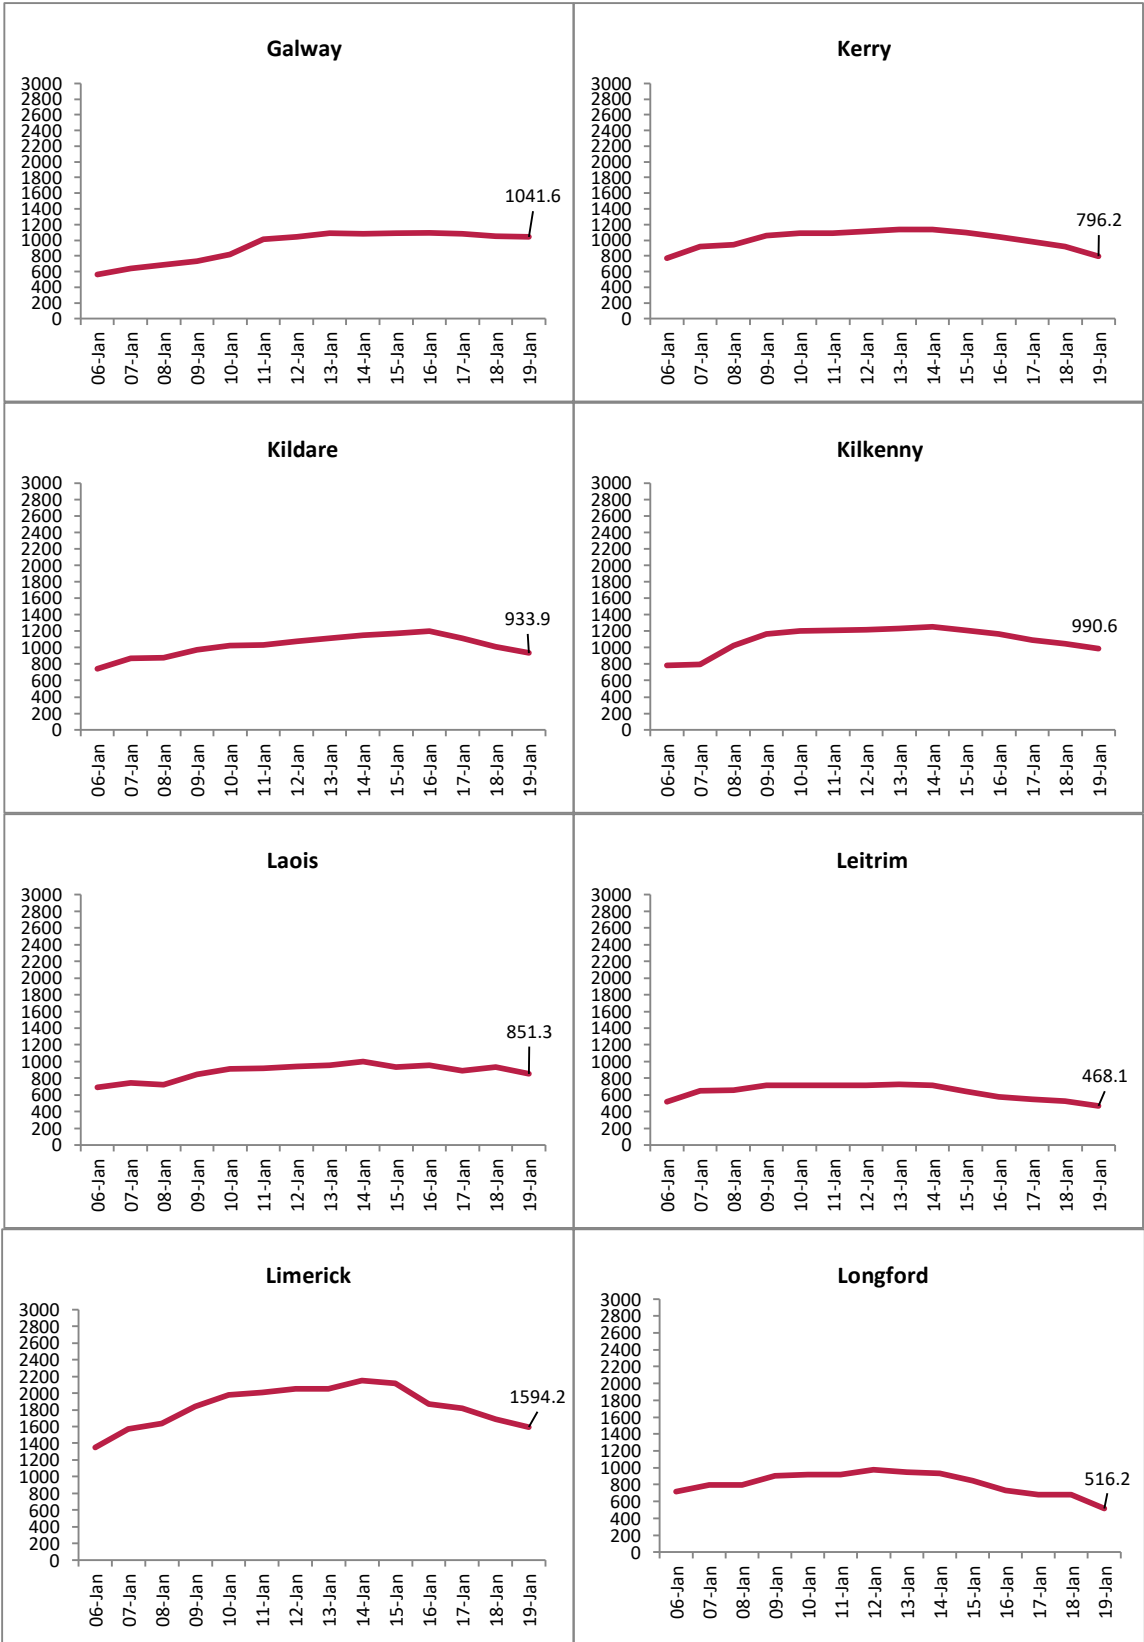 Galway
3000
2800
2600
2400
2200
2000
1800
1600
1400
1200
1000
800
600
400
200
0
1041.6
06-Jan
07-Jan
08-Jan
09-Jan
10-Jan
11-Jan
12-Jan
13-Jan
14-Jan
15-Jan
16-Jan
17-Jan
18-Jan
19-Jan
Kerry
3000
2800
2600
2400
2200
2000
1800
1600
1400
1200
1000
800
600
400
200
0
796.2
06-Jan
07-Jan
08-Jan
09-Jan
10-Jan
11-Jan
12-Jan
13-Jan
14-Jan
15-Jan
16-Jan
17-Jan
18-Jan
19-Jan
Kildare
3000
2800
2600
2400
2200
2000
1800
1600
1400
1200
1000
800
600
400
200
0
933.9
06-Jan
07-Jan
08-Jan
09-Jan
10-Jan
11-Jan
12-Jan
13-Jan
14-Jan
15-Jan
16-Jan
17-Jan
18-Jan
19-Jan
Kilkenny
3000
2800
2600
2400
2200
2000
1800
1600
1400
1200
1000
800
600
400
200
0
990.6
06-Jan
07-Jan
08-Jan
09-Jan
10-Jan
11-Jan
12-Jan
13-Jan
14-Jan
15-Jan
16-Jan
17-Jan
18-Jan
19-Jan
Laois
3000
2800
2600
2400
2200
2000
1800
1600
1400
1200
1000
800
600
400
200
0
851.3
06-Jan
07-Jan
08-Jan
09-Jan
10-Jan
11-Jan
12-Jan
13-Jan
14-Jan
15-Jan
16-Jan
17-Jan
18-Jan
19-Jan
Leitrim
3000
2800
2600
2400
2200
2000
1800
1600
1400
1200
1000
800
600
400
200
0
468.1
06-Jan
07-Jan
08-Jan
09-Jan
10-Jan
11-Jan
12-Jan
13-Jan
14-Jan
15-Jan
16-Jan
17-Jan
18-Jan
19-Jan
Limerick
3000
2800
2600
2400
2200
2000
1800
1600
1400
1200
1000
800
600
400
200
0
1594.2
06-Jan
07-Jan
08-Jan
09-Jan
10-Jan
11-Jan
12-Jan
13-Jan
14-Jan
15-Jan
16-Jan
17-Jan
18-Jan
19-Jan
Longford
3000
2800
2600
2400
2200
2000
1800
1600
1400
1200
1000
800
600
400
200
0
516.2
06-Jan
07-Jan
08-Jan
09-Jan
10-Jan
11-Jan
12-Jan
13-Jan
14-Jan
15-Jan
16-Jan
17-Jan
18-Jan
19-Jan